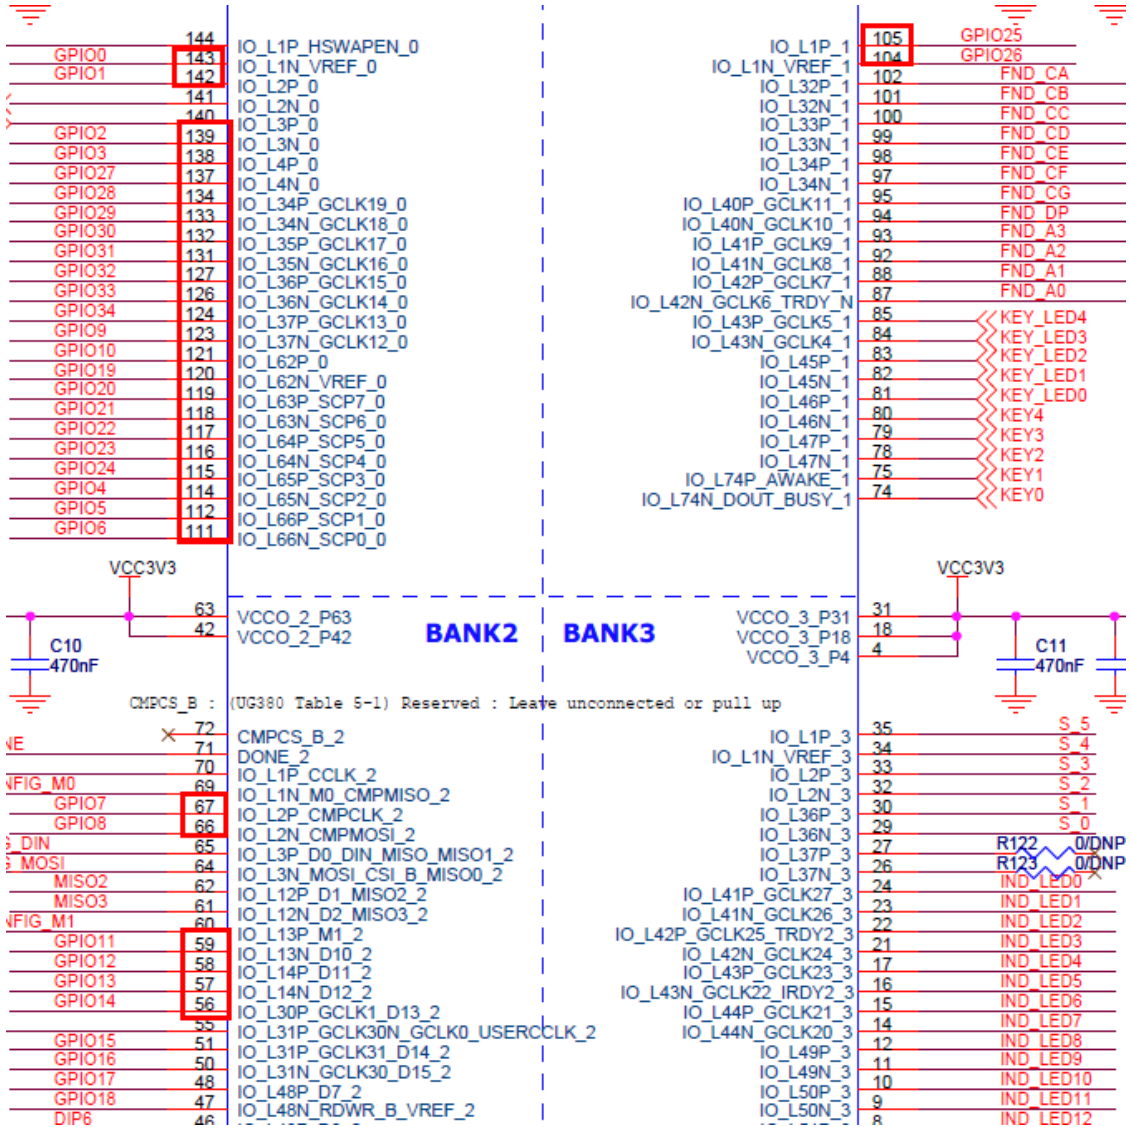 144 IO_L1P_HSWAPEN_0
GPIO0 143 IO_L1N_VREF_0
GPIO1 142 IO_L2P_0
141 IO_L2N_0
140 IO_L3P_0
GPIO2 139 IO_L3N_0
GPIO3 138 IO_L4P_0
GPIO27 137 IO_L4N_0
GPIO28 134 IO_L34P_GCLK19_0
GPIO29 133 IO_L34N_GCLK18_0
GPIO30 132 IO_L35P_GCLK17_0
GPIO31 131 IO_L35N_GCLK16_0
GPIO32 127 IO_L36P_GCLK15_0
GPIO33 126 IO_L36N_GCLK14_0
GPIO34 124 IO_L37P_GCLK13_0
GPIO9 123 IO_L37N_GCLK12_0
GPIO10 121 IO_L62P_0
GPIO19 120 IO_L62N_VREF_0
GPIO20 119 IO_L63P_SCP7_0
GPIO21 118 IO_L63N_SCP6_0
GPIO22 117 IO_L64P_SCP5_0
GPIO23 116 IO_L64N_SCP4_0
GPIO24 115 IO_L65P_SCP3_0
GPIO4 114 IO_L65N_SCP2_0
GPIO5 112 IO_L66P_SCP1_0
GPIO6 111 IO_L66N_SCP0_0
IO_L1P_1 105 GPIO25
IO_L1N_VREF_1 104 GPIO26
IO_L32P_1 102 FND_CA
IO_L32N_1 101 FND_CB
IO_L33P_1 100 FND_CC
IO_L33N_1 99 FND_CD
IO_L34P_1 98 FND_CE
IO_L34N_1 97 FND_CF
IO_L40P_GCLK11_1 95 FND_CG
IO_L40N_GCLK10_1 94 FND_DP
IO_L41P_GCLK9_1 93 FND_A3
IO_L41N_GCLK8_1 92 FND_A2
IO_L42P_GCLK7_1 88 FND_A1
IO_L42N_GCLK6_TRDY_N 87 FND_A0
IO_L43P_GCLK5_1 85 KEY_LED4
IO_L43N_GCLK4_1 84 KEY_LED3
IO_L45P_1 83 KEY_LED2
IO_L45N_1 82 KEY_LED1
IO_L46P_1 81 KEY_LED0
IO_L46N_1 80 KEY4
IO_L47P_1 79 KEY3
IO_L47N_1 78 KEY2
IO_L74P_AWAKE_1 75 KEY1
IO_L74N_DOUT_BUSY_1 74 KEY0
VCC3V3
63 VCCO_2_P63
42 VCCO_2_P42
C10
470nF
BANK2 BANK3
VCC3V3
VCCO_3_P31 31
VCCO_3_P18 18
VCCO_3_P4 4
C11
470nF
CMPCS_B : (UG380 Table 5-1) Reserved : Leave unconnected or pull up
72 CMPCS_B_2
NE 71 DONE_2
70 IO_L1P_CCLK_2
NFIG_M0 69 IO_L1N_M0_CMPMISO_2
GPIO7 67 IO_L2P_CMPCLK_2
GPIO8 66 IO_L2N_CMPMOSI_2
G_DIN 65 IO_L3P_D0_DIN_MISO_MISO1_2
G_MOSI 64 IO_L3N_MOSI_CSI_B_MISO0_2
MISO2 62 IO_L12P_D1_MISO2_2
MISO3 61 IO_L12N_D2_MISO3_2
NFIG_M1 60 IO_L13P_M1_2
GPIO11 59 IO_L13N_D10_2
GPIO12 58 IO_L14P_D11_2
GPIO13 57 IO_L14N_D12_2
GPIO14 56 IO_L30P_GCLK1_D13_2
55 IO_L31P_GCLK30N_GCLK0_USERCCLK_2
GPIO15 51 IO_L31P_GCLK31_D14_2
GPIO16 50 IO_L31N_GCLK30_D15_2
GPIO17 48 IO_L48P_D7_2
GPIO18 47 IO_L48N_RDWR_B_VREF_2
DIP6 46
IO_L1P_3 35 S_5
IO_L1N_VREF_3 34 S_4
IO_L2P_3 33 S_3
IO_L2N_3 32 S_2
IO_L36P_3 30 S_1
IO_L36N_3 29 S_0
IO_L37P_3 27 R122 0/DNP
IO_L37N_3 26 R123 0/DNP
IO_L41P_GCLK27_3 24 IND_LED0
IO_L41N_GCLK26_3 23 IND_LED1
IO_L42P_GCLK25_TRDY2_3 22 IND_LED2
IO_L42N_GCLK24_3 21 IND_LED3
IO_L43P_GCLK23_3 17 IND_LED4
IO_L43N_GCLK22_IRDY2_3 16 IND_LED5
IO_L44P_GCLK21_3 15 IND_LED6
IO_L44N_GCLK20_3 14 IND_LED7
IO_L49P_3 12 IND_LED8
IO_L49N_3 11 IND_LED9
IO_L50P_3 10 IND_LED10
IO_L50N_3 9 IND_LED11
8 IND_LED12